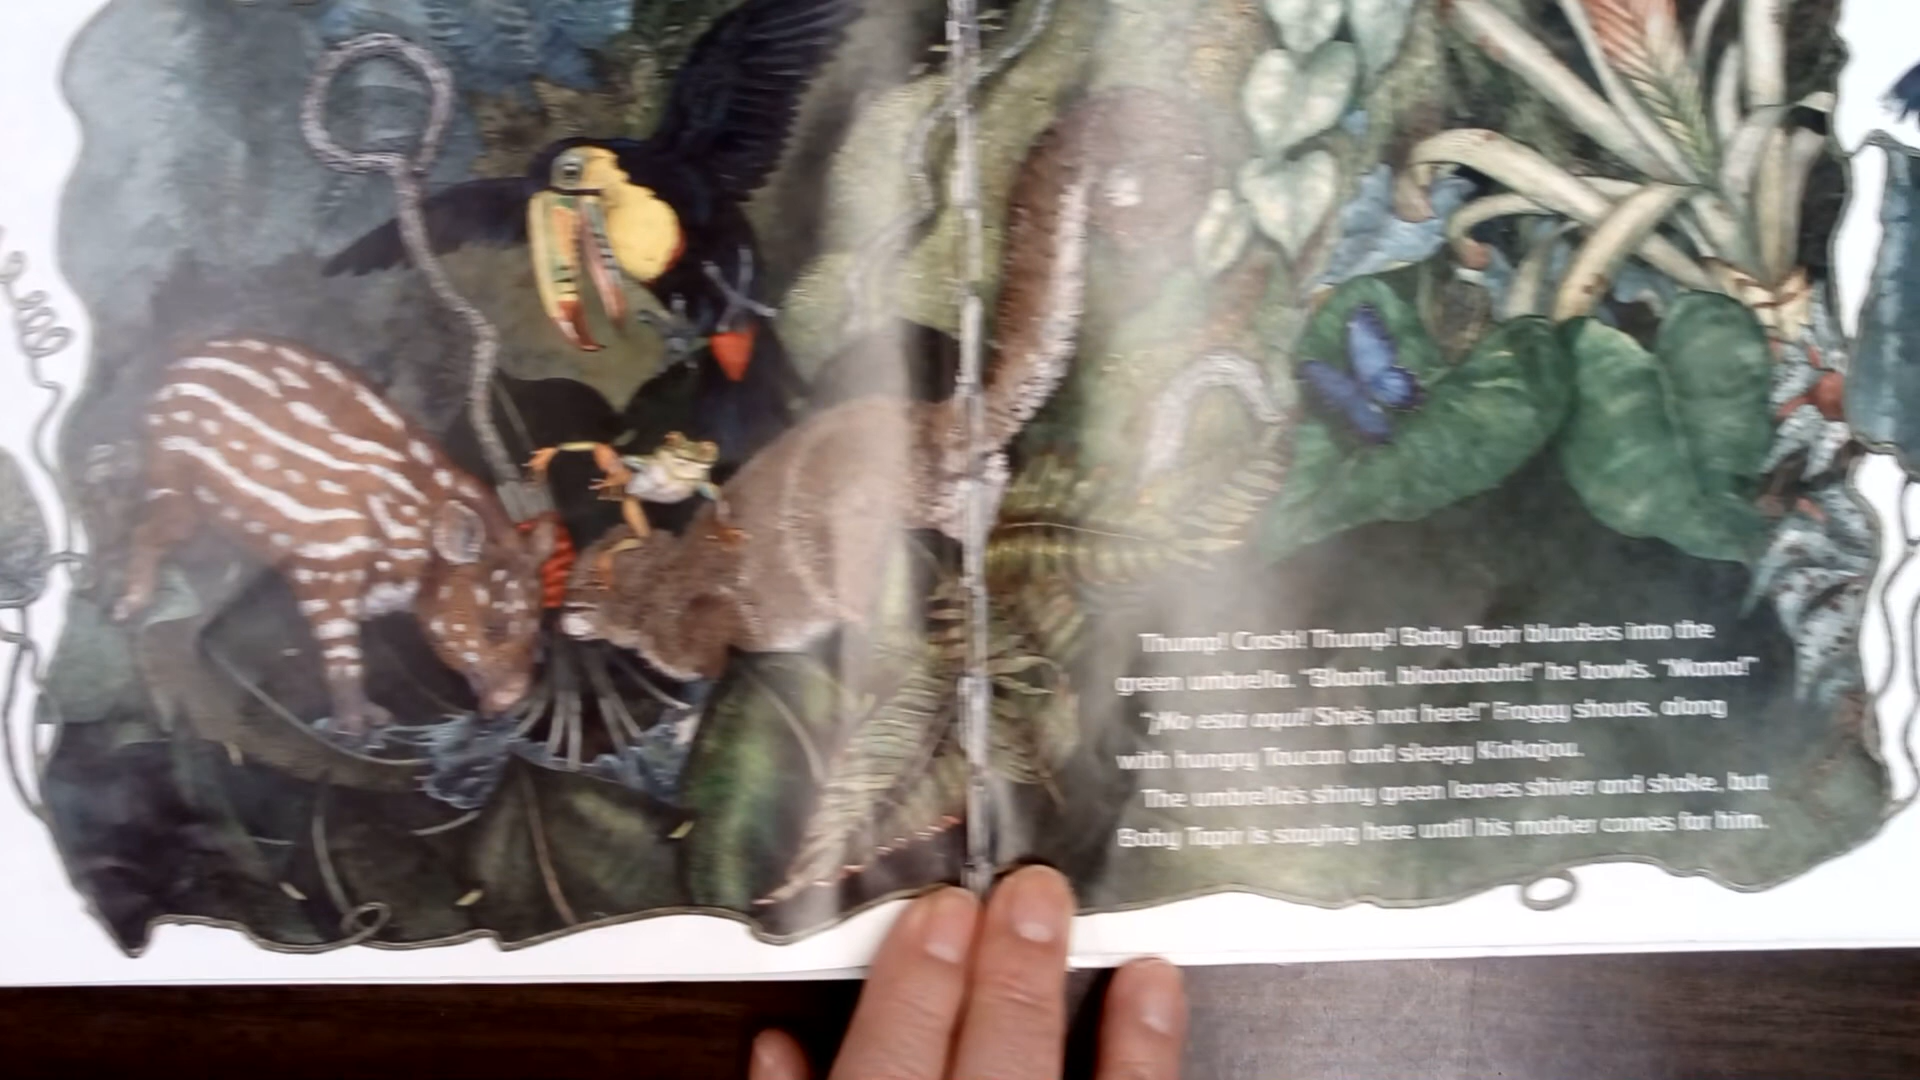 Thump! Crash! Thump! Baby Tapir blunders into the
green umbrella. "Blaaht, blaaaaaaht!" he bawls. "Mama!"
"¡No está aquí! She's not here!" Froggy shouts, along
with hungry Toucan and sleepy Kinkajou.
The umbrella's shiny green leaves shiver and shake, but
Baby Tapir is staying here until his mother comes for him.